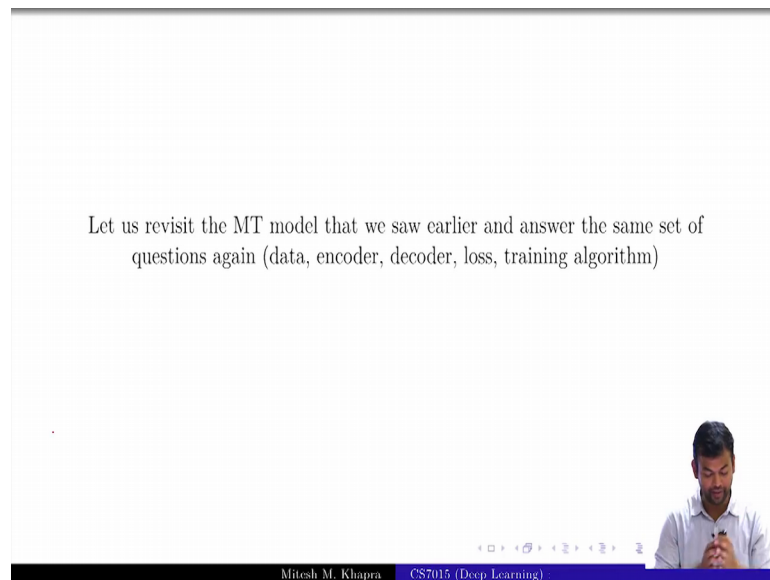 Let us revisit the MT model that we saw earlier and answer the same set of
questions again (data, encoder, decoder, loss, training algorithm)
Mitesh M. Khapra CS7015 (Deep Learning)